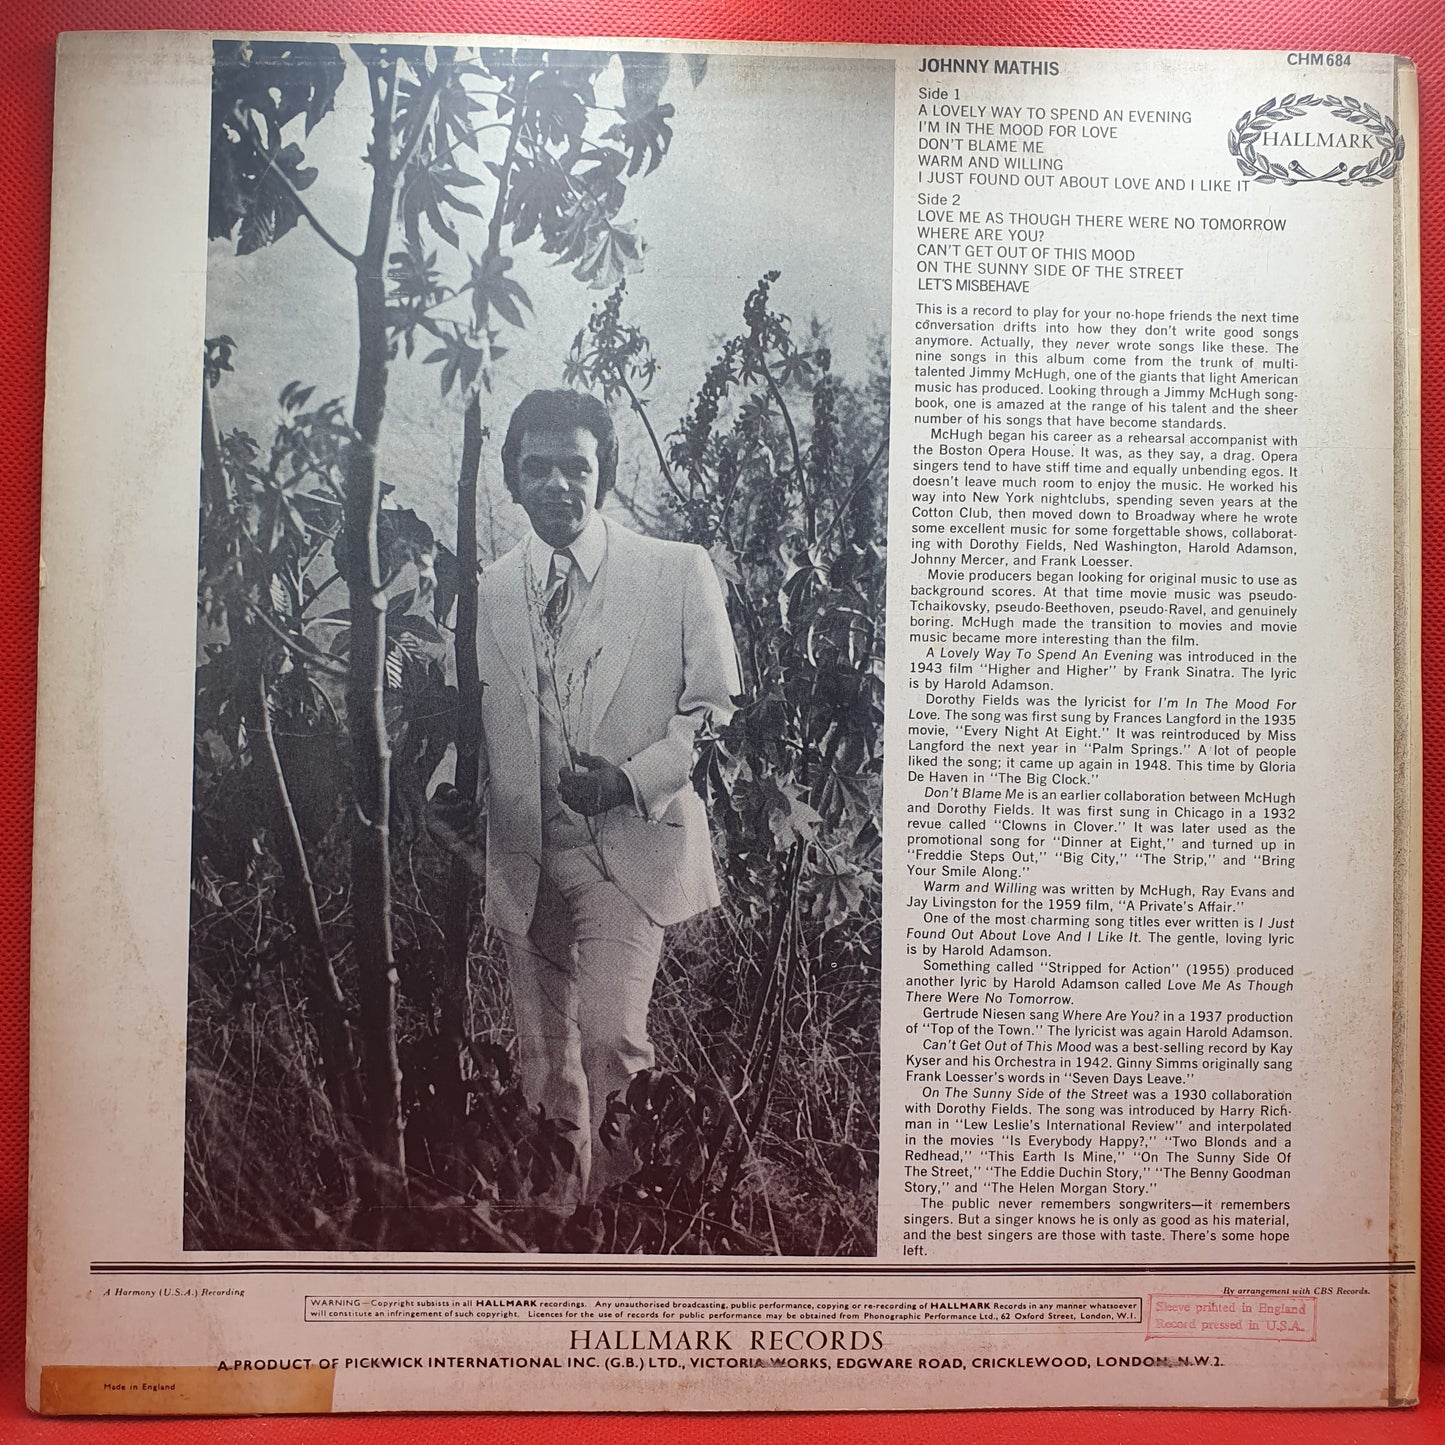 CHM 684
HALLMARK
JOHNNY MATHIS
Side 1
A LOVELY WAY TO SPEND AN EVENING
I'M IN THE MOOD FOR LOVE
DON'T BLAME ME
WARM AND WILLING
I JUST FOUND OUT ABOUT LOVE AND I LIKE IT
Side 2
LOVE ME AS THOUGH THERE WERE NO TOMORROW
WHERE ARE YOU?
CAN'T GET OUT OF THIS MOOD
ON THE SUNNY SIDE OF THE STREET
LET'S MISBEHAVE
This is a record to play for your no-hope friends the next time
conversation drifts into how they don't write good songs
anymore. Actually, they never wrote songs like these. The
nine songs in this album come from the trunk of multi-
talented Jimmy McHugh, one of the giants that light American
music has produced. Looking through a Jimmy McHugh song-
book, one is amazed at the range of his talent and the sheer
number of his songs that have become standards.
McHugh began his career as a rehearsal accompanist with
the Boston Opera House. It was, as they say, a drag. Opera
singers tend to have stiff time and equally unbending egos. It
doesn't leave much room to enjoy the music. He worked his
way into New York nightclubs, spending seven years at the
Cotton Club, then moved down to Broadway where he wrote
some excellent music for some forgettable shows, collaborat-
ing with Dorothy Fields, Ned Washington, Harold Adamson,
Johnny Mercer, and Frank Loesser.
Movie producers began looking for original music to use as
background scores. At that time movie music was pseudo-
Tchaikovsky, pseudo-Beethoven, pseudo-Ravel, and genuinely
boring. McHugh made the transition to movies and movie
music became more interesting than the film.
A Lovely Way To Spend An Evening was introduced in the
1943 film "Higher and Higher" by Frank Sinatra. The lyric
is by Harold Adamson.
Dorothy Fields was the lyricist for I'm In The Mood For
Love. The song was first sung by Frances Langford in the 1935
movie, "Every Night At Eight." It was reintroduced by Miss
Langford the next year in "Palm Springs." A lot of people
liked the song; it came up again in 1948. This time by Gloria
De Haven in "The Big Clock."
Don't Blame Me is an earlier collaboration between McHugh
and Dorothy Fields. It was first sung in Chicago in a 1932
revue called "Clowns in Clover." It was later used as the
promotional song for "Dinner at Eight," and turned up in
"Freddie Steps Out," "Big City," "The Strip," and "Bring
Your Smile Along."
Warm and Willing was written by McHugh, Ray Evans and
Jay Livingston for the 1959 film, "A Private's Affair."
One of the most charming song titles ever written is I Just
Found Out About Love And I Like It. The gentle, loving lyric
is by Harold Adamson.
Something called "Stripped for Action" (1955) produced
another lyric by Harold Adamson called Love Me As Though
There Were No Tomorrow.
Gertrude Niesen sang Where Are You? in a 1937 production
of "Top of the Town." The lyricist was again Harold Adamson.
Can't Get Out of This Mood was a best-selling record by Kay
Kyser and his Orchestra in 1942. Ginny Simms originally sang
Frank Loesser's words in "Seven Days Leave."
On The Sunny Side of the Street was a 1930 collaboration
with Dorothy Fields. The song was introduced by Harry Rich-
man in "Lew Leslie's International Review" and interpolated
in the movies "Is Everybody Happy?," "Two Blonds and a
Redhead," "This Earth Is Mine," "On The Sunny Side Of
The Street," "The Eddie Duchin Story," "The Benny Goodman
Story," and "The Helen Morgan Story."
The public never remembers songwriters—it remembers
singers. But a singer knows he is only as good as his material,
and the best singers are those with taste. There's some hope
left.
A Harmony (U.S.A.) Recording
By arrangement with CBS Records.
WARNING—Copyright subsists in all HALLMARK recordings. Any unauthorised broadcasting, public performance, copying or re-recording of HALLMARK Records in any manner whatsoever
will constitute an infringement of such copyright. Licences for the use of records for public performance may be obtained from Phonographic Performance Ltd., 62 Oxford Street, London, W.1.
Sleeve printed in England
Record pressed in U.S.A.
HALLMARK RECORDS
A PRODUCT OF PICKWICK INTERNATIONAL INC. (G.B.) LTD., VICTORIA WORKS, EDGWARE ROAD, CRICKLEWOOD, LONDON, N.W.2.
Made in England